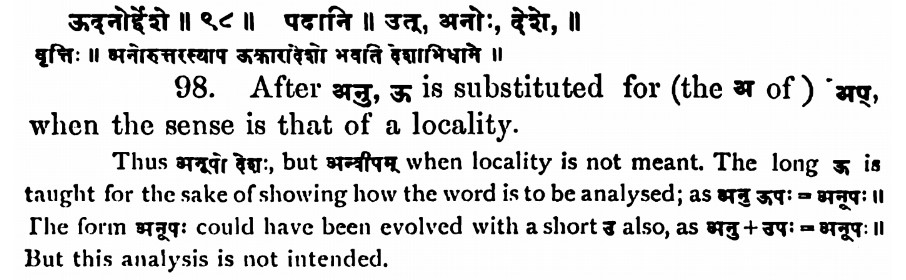 ऊदनोर्देशे ॥ ९८ ॥ पदानि ॥ उत्, अनोः, देशे, ॥
वृत्तिः ॥ अनोरुत्तरस्याप ऊकारादेशो भवति देशाभिधाने ॥
98. After अनु, ऊ is substituted for (the अ of ) अप्,
when the sense is that of a locality.
Thus अनूपो देशः, but अन्वीपम् when locality is not meant. The long ऊ is
taught for the sake of showing how the word is to be analysed; as अनु ऊपः = अनूपः ॥
The form अनूपः could have been evolved with a short उ also, as अनु + उपः = अनूपः ॥
But this analysis is not intended.